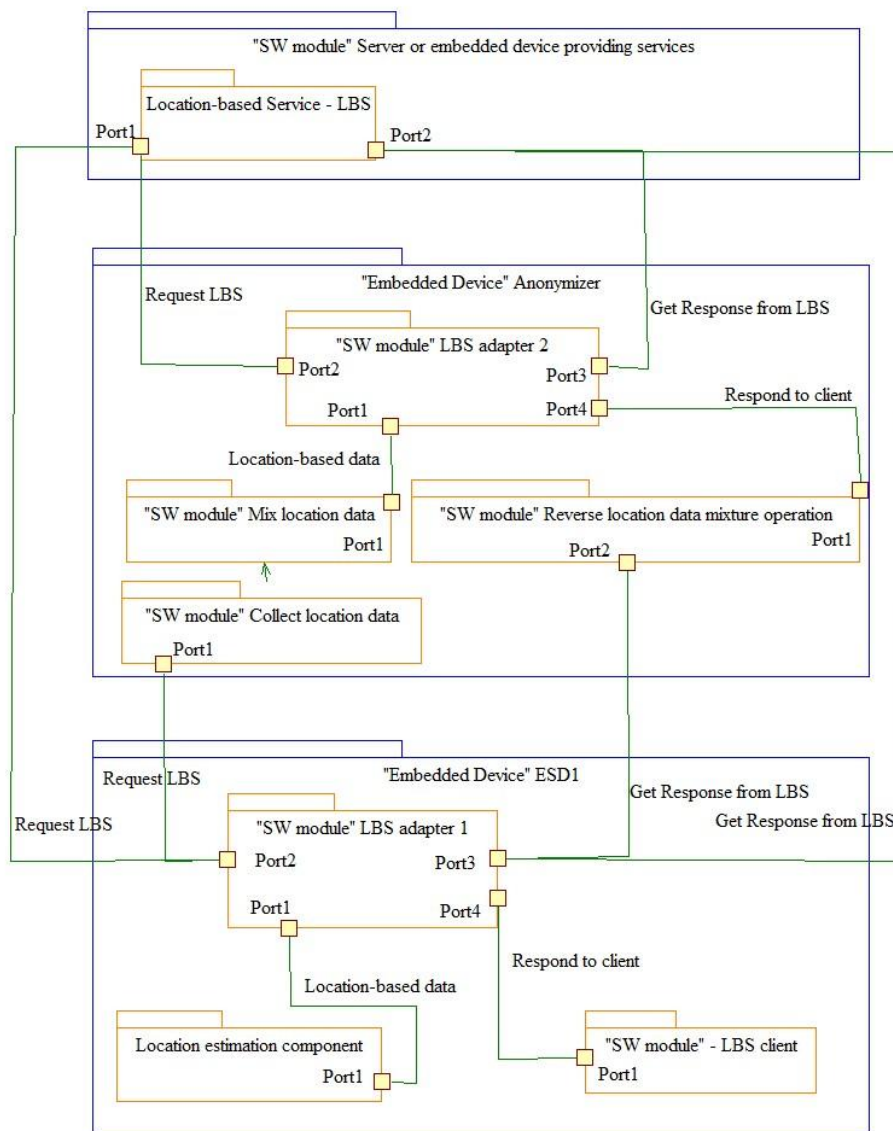 "SW module" Server or embedded device providing services
Location-based Service - LBS
Port1
Port2
"Embedded Device" Anonymizer
Request LBS
Get Response from LBS
"SW module" LBS adapter 2
Port2
Port3
Port1
Port4
Respond to client
Location-based data
"SW module" Mix location data
Port1
"SW module" Reverse location data mixture operation
Port1
Port2
"SW module" Collect location data
Port1
"Embedded Device" ESD1
Request LBS
Get Response from LBS
Request LBS
Get Response from LBS
"SW module" LBS adapter 1
Port2
Port3
Port1
Port4
Respond to client
Location-based data
Location estimation component
Port1
"SW module" - LBS client
Port1